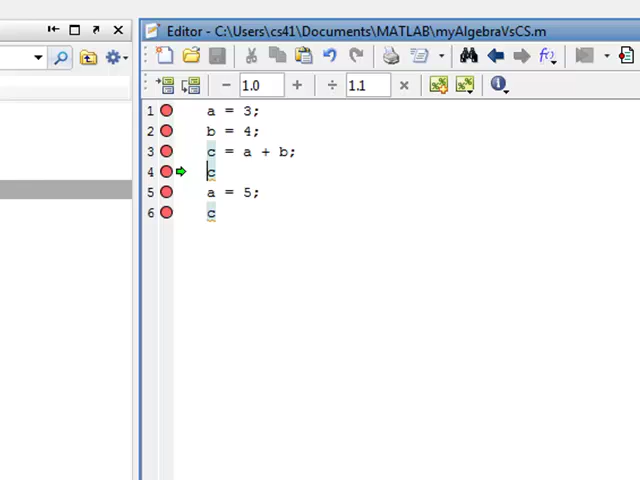 Editor - C:\Users\cs41\Documents\MATLAB\myAlgebraVsCS.m
1.0
1.1
1 a = 3;
2 b = 4;
3 c = a + b;
4 c
5 a = 5;
6 c